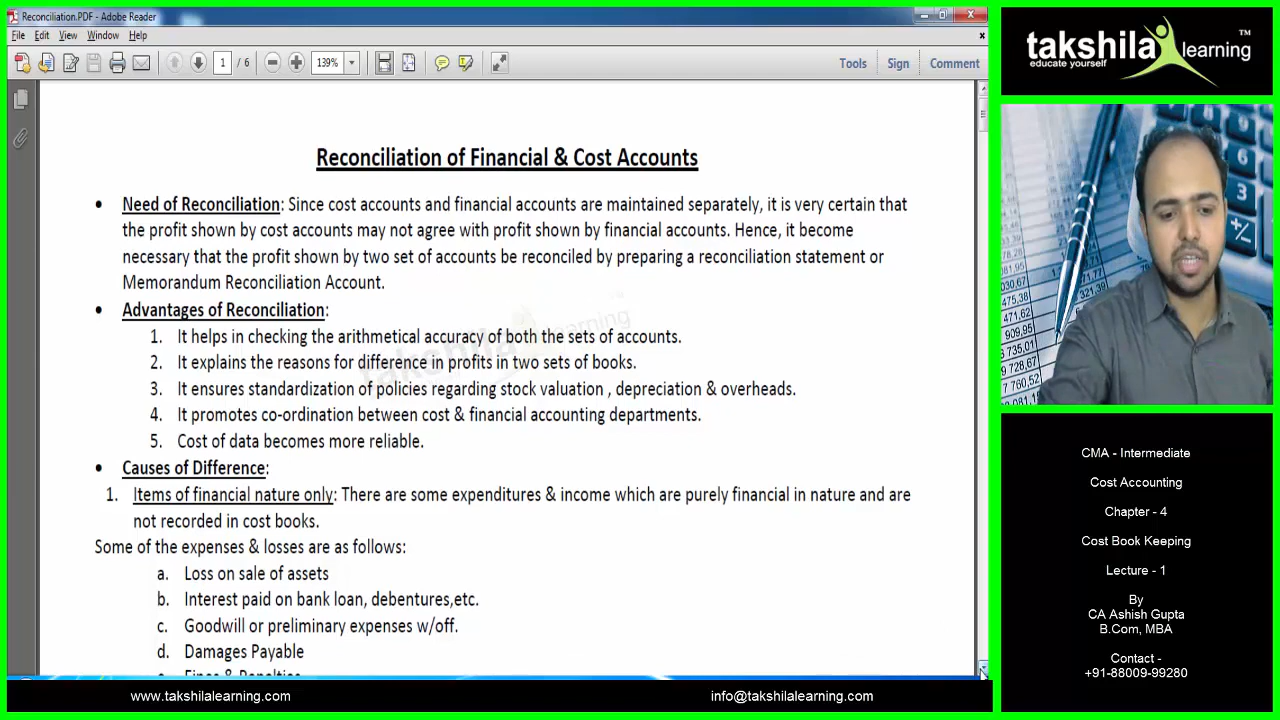 Reconciliation.PDF - Adobe Reader
File Edit View Window Help
1 / 6 139% Tools Sign Comment
Reconciliation of Financial & Cost Accounts
• Need of Reconciliation: Since cost accounts and financial accounts are maintained separately, it is very certain that
the profit shown by cost accounts may not agree with profit shown by financial accounts. Hence, it become
necessary that the profit shown by two set of accounts be reconciled by preparing a reconciliation statement or
Memorandum Reconciliation Account.
• Advantages of Reconciliation:
1. It helps in checking the arithmetical accuracy of both the sets of accounts.
2. It explains the reasons for difference in profits in two sets of books.
3. It ensures standardization of policies regarding stock valuation , depreciation & overheads.
4. It promotes co-ordination between cost & financial accounting departments.
5. Cost of data becomes more reliable.
• Causes of Difference:
1. Items of financial nature only: There are some expenditures & income which are purely financial in nature and are
not recorded in cost books.
Some of the expenses & losses are as follows:
a. Loss on sale of assets
b. Interest paid on bank loan, debentures,etc.
c. Goodwill or preliminary expenses w/off.
d. Damages Payable
e. Fines & Penalties
takshila learning
www.takshilalearning.com info@takshilalearning.com
takshila learning ™
educate yourself
CMA - Intermediate
Cost Accounting
Chapter - 4
Cost Book Keeping
Lecture - 1
By
CA Ashish Gupta
B.Com, MBA
Contact -
+91-88009-99280